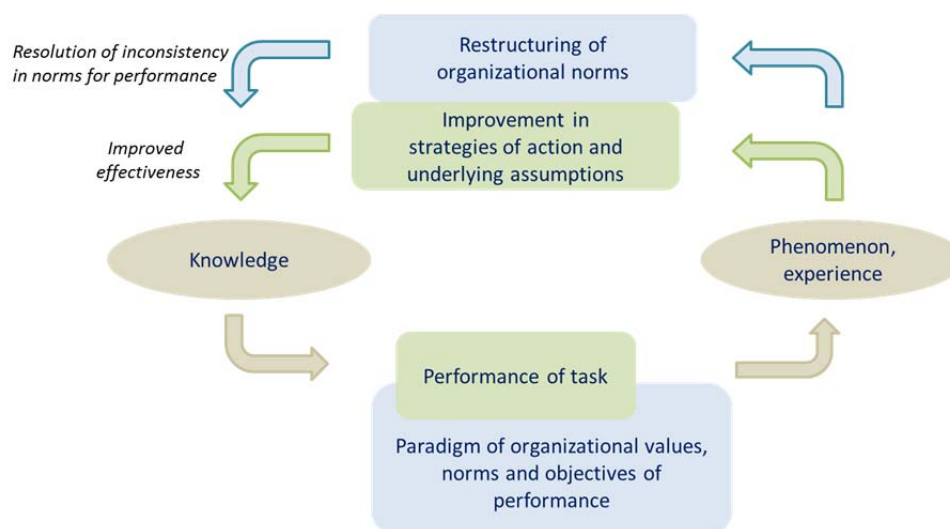 Resolution of inconsistency
in norms for performance
Restructuring of
organizational norms
Improved
effectiveness
Improvement in
strategies of action and
underlying assumptions
Knowledge
Phenomenon,
experience
Performance of task
Paradigm of organizational values,
norms and objectives of
performance